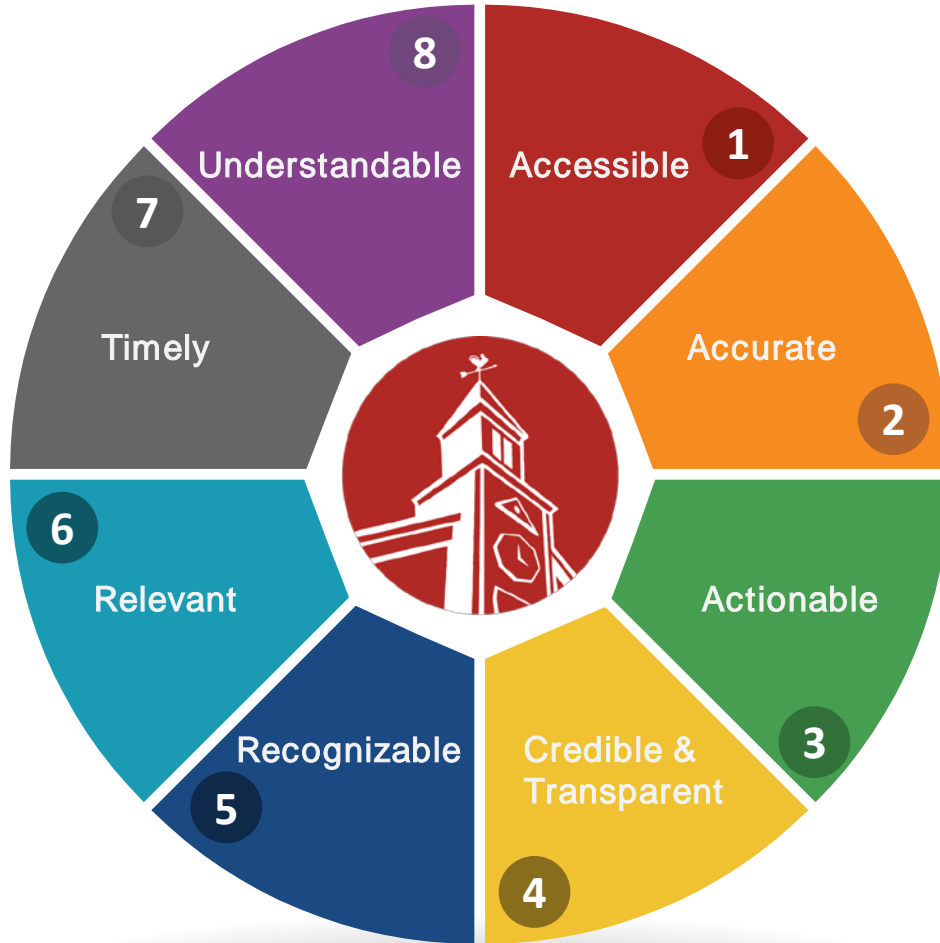 1
Accessible
2
Accurate
3
Actionable
4
Credible &
Transparent
5
Recognizable
6
Relevant
7
Timely
8
Understandable